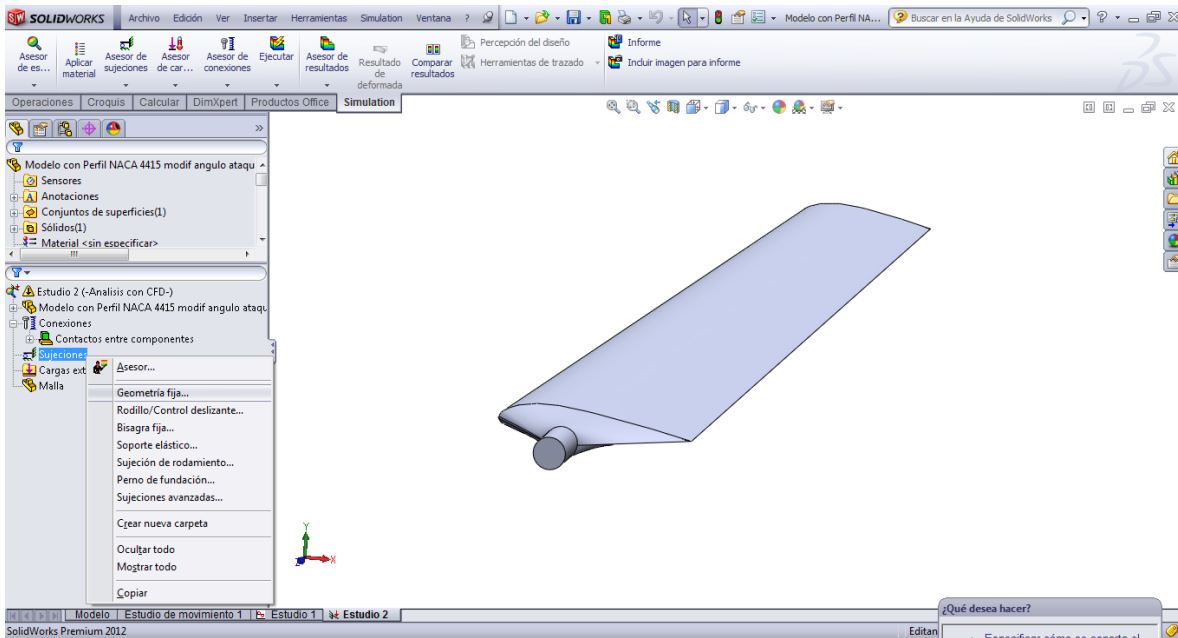 SOLIDWORKS Archivo Edición Ver Insertar Herramientas Simulation Ventana ? Modelo con Perfil NA... Buscar en la Ayuda de SolidWorks
Asesor de es...
Aplicar material
Asesor de sujeciones
Asesor de car...
Asesor de conexiones
Ejecutar
Asesor de resultados
Resultado de deformada
Comparar resultados
Percepción del diseño
Herramientas de trazado
Informe
Incluir imagen para informe
Operaciones Croquis Calcular DimXpert Productos Office Simulation
Modelo con Perfil NACA 4415 modif angulo ataqu
Sensores
Anotaciones
Conjuntos de superficies(1)
Sólidos(1)
Material <sin especificar>
Estudio 2 (-Analisis con CFD-)
Modelo con Perfil NACA 4415 modif angulo ataqu
Conexiones
Contactos entre componentes
Sujeciones
Cargas ext
Malla
Asesor...
Geometría fija...
Rodillo/Control deslizante...
Bisagra fija...
Soporte elástico...
Sujeción de rodamiento...
Perno de fundación...
Sujeciones avanzadas...
Crear nueva carpeta
Ocultar todo
Mostrar todo
Copiar
Y
X
Modelo Estudio de movimiento 1 Estudio 1 Estudio 2
SolidWorks Premium 2012
Editan
¿Qué desea hacer?